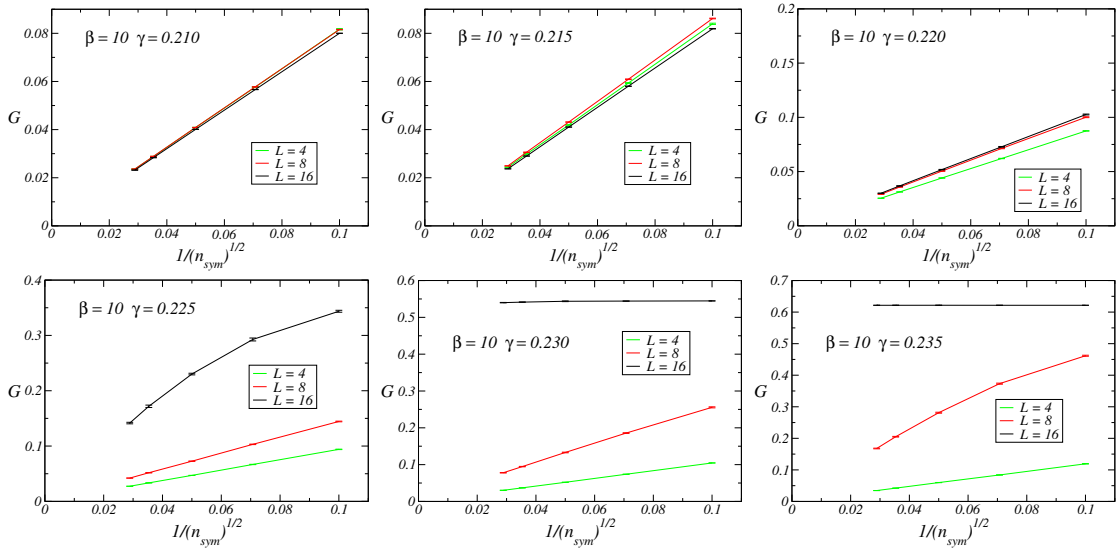 β = 10 γ = 0.210
G
0.08
0.06
0.04
0.02
0
L = 4
L = 8
L = 16
0 0.02 0.04 0.06 0.08 0.1
1/(n_sym)^1/2
β = 10 γ = 0.215
G
0.08
0.06
0.04
0.02
0
L = 4
L = 8
L = 16
0 0.02 0.04 0.06 0.08 0.1
1/(n_sym)^1/2
β = 10 γ = 0.220
G
0.2
0.15
0.1
0.05
0
L = 4
L = 8
L = 16
0 0.02 0.04 0.06 0.08 0.1
1/(n_sym)^1/2
β = 10 γ = 0.225
G
0.4
0.3
0.2
0.1
0
L = 4
L = 8
L = 16
0 0.02 0.04 0.06 0.08 0.1
1/(n_sym)^1/2
β = 10 γ = 0.230
G
0.6
0.5
0.4
0.3
0.2
0.1
0
L = 4
L = 8
L = 16
0 0.02 0.04 0.06 0.08 0.1
1/(n_sym)^1/2
β = 10 γ = 0.235
G
0.7
0.6
0.5
0.4
0.3
0.2
0.1
0
L = 4
L = 8
L = 16
0 0.02 0.04 0.06 0.08 0.1
1/(n_sym)^1/2